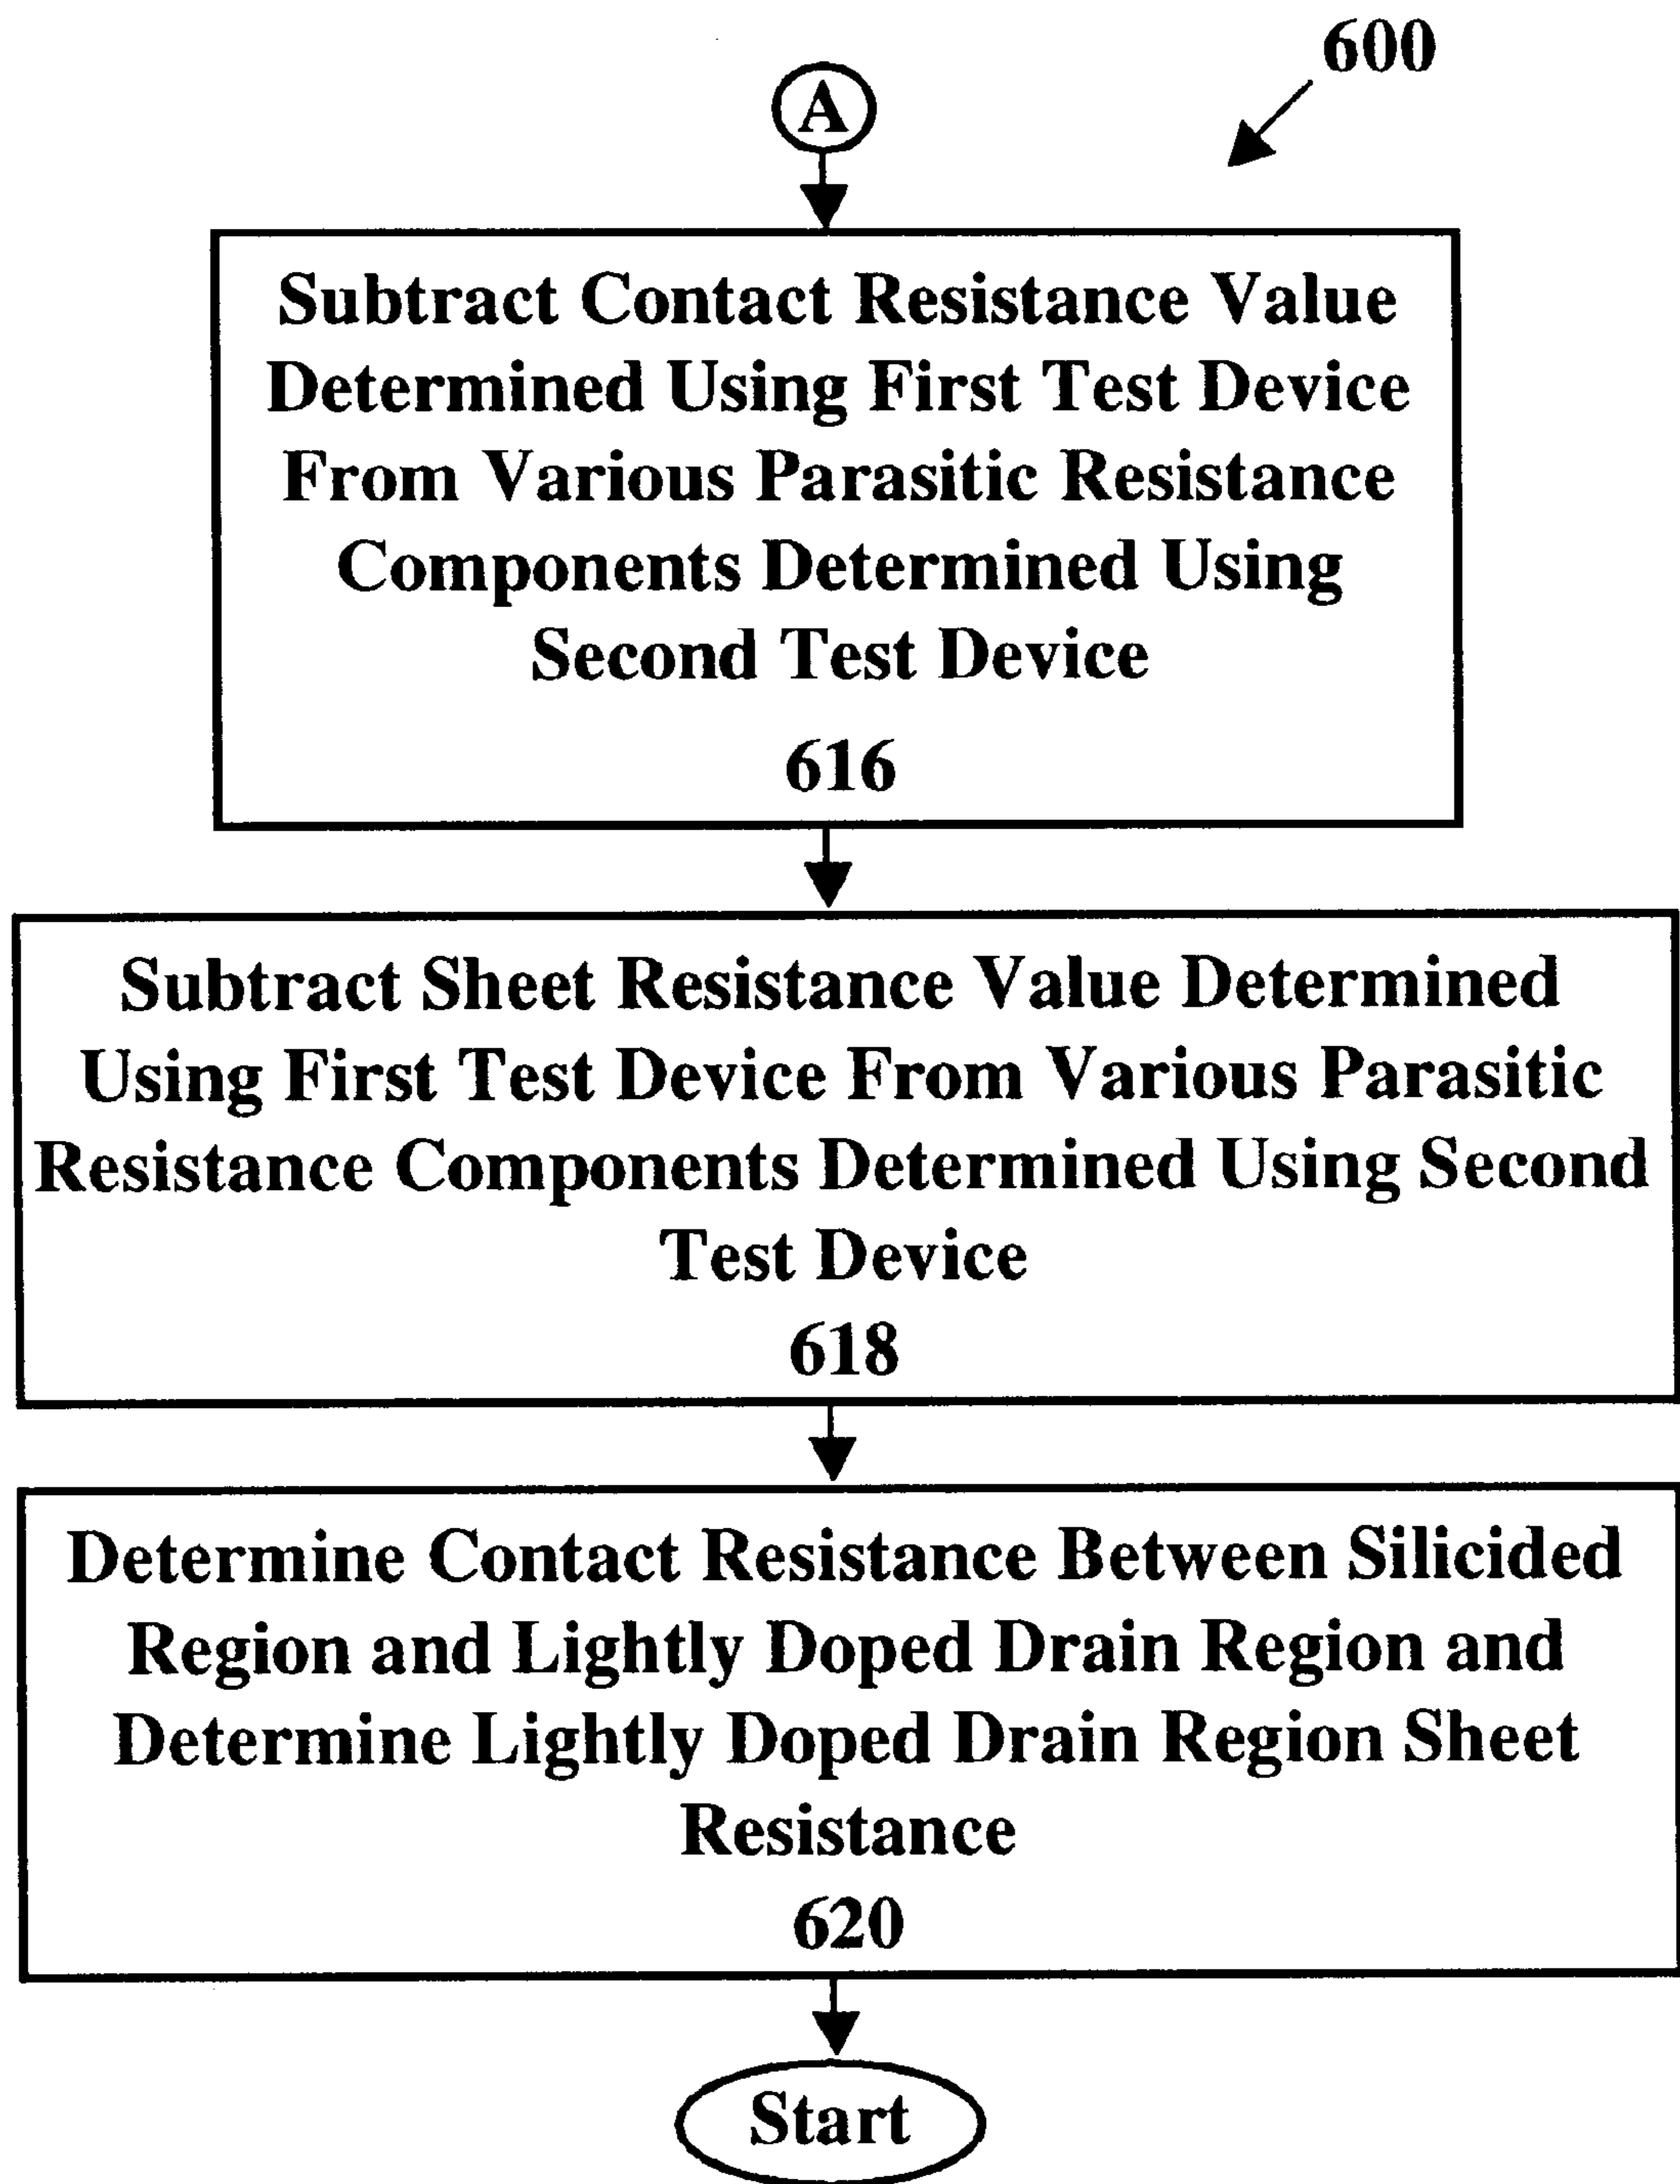 600
A
Subtract Contact Resistance Value
Determined Using First Test Device
From Various Parasitic Resistance
Components Determined Using
Second Test Device
616
Subtract Sheet Resistance Value Determined
Using First Test Device From Various Parasitic
Resistance Components Determined Using Second
Test Device
618
Determine Contact Resistance Between Silicided
Region and Lightly Doped Drain Region and
Determine Lightly Doped Drain Region Sheet
Resistance
620
Start